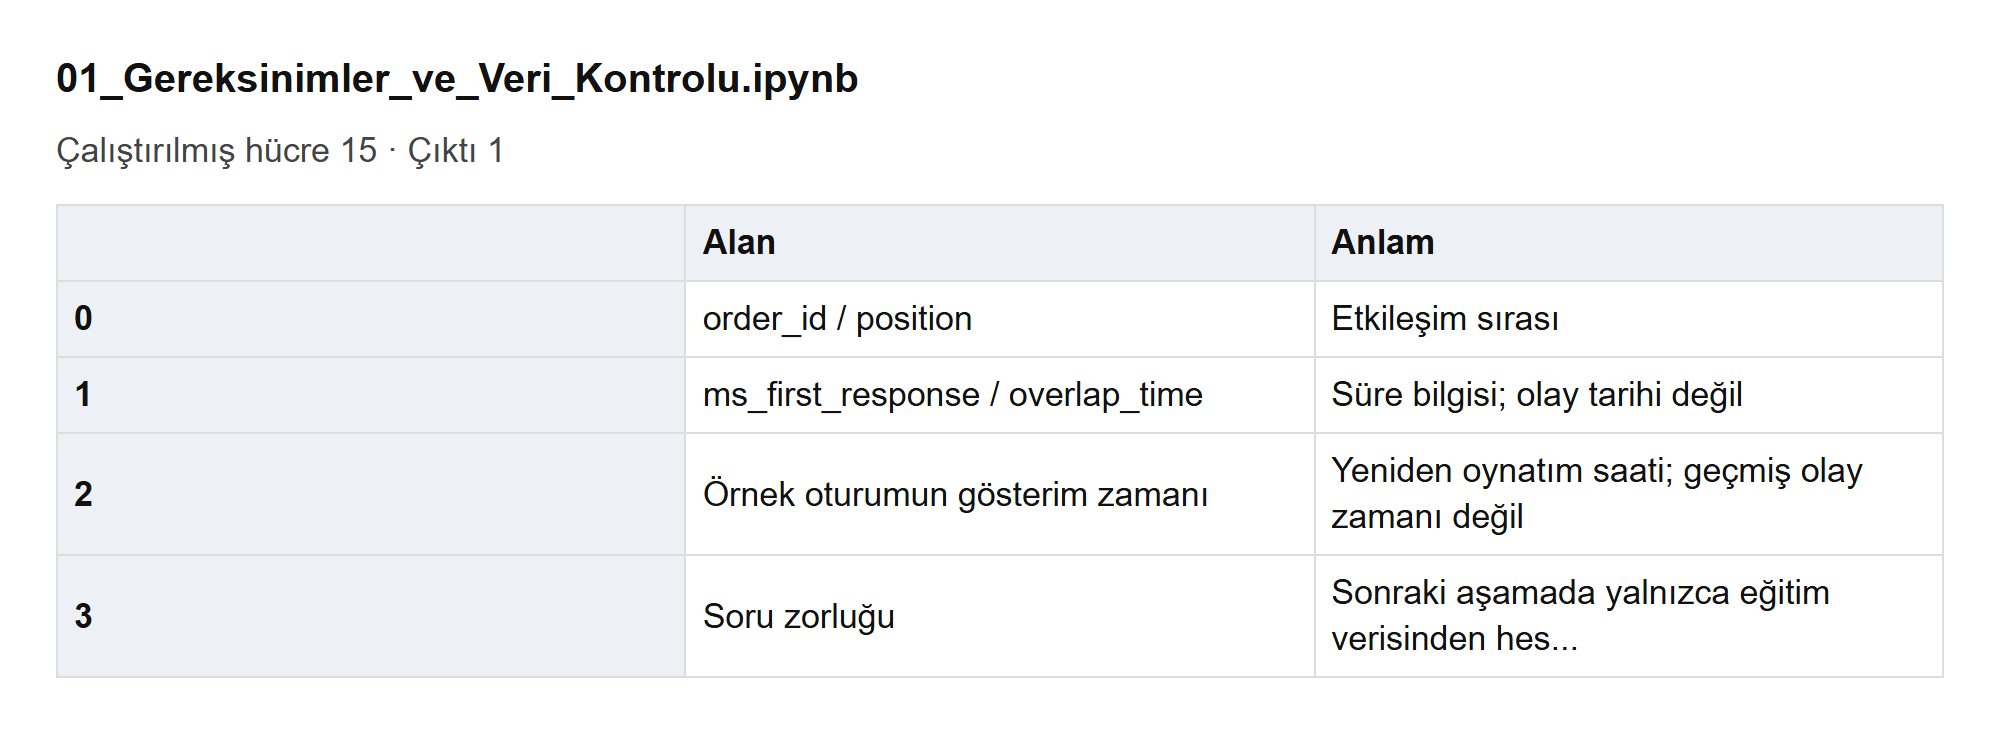 01_Gereksinimler_ve_Veri_Kontrolu.ipynb
Çalıştırılmış hücre 15 · Çıktı 1
Alan Anlam
0 order_id / position Etkileşim sırası
1 ms_first_response / overlap_time Süre bilgisi; olay tarihi değil
2 Örnek oturumun gösterim zamanı Yeniden oynatım saati; geçmiş olay
zamanı değil
3 Soru zorluğu Sonraki aşamada yalnızca eğitim
verisinden hes...